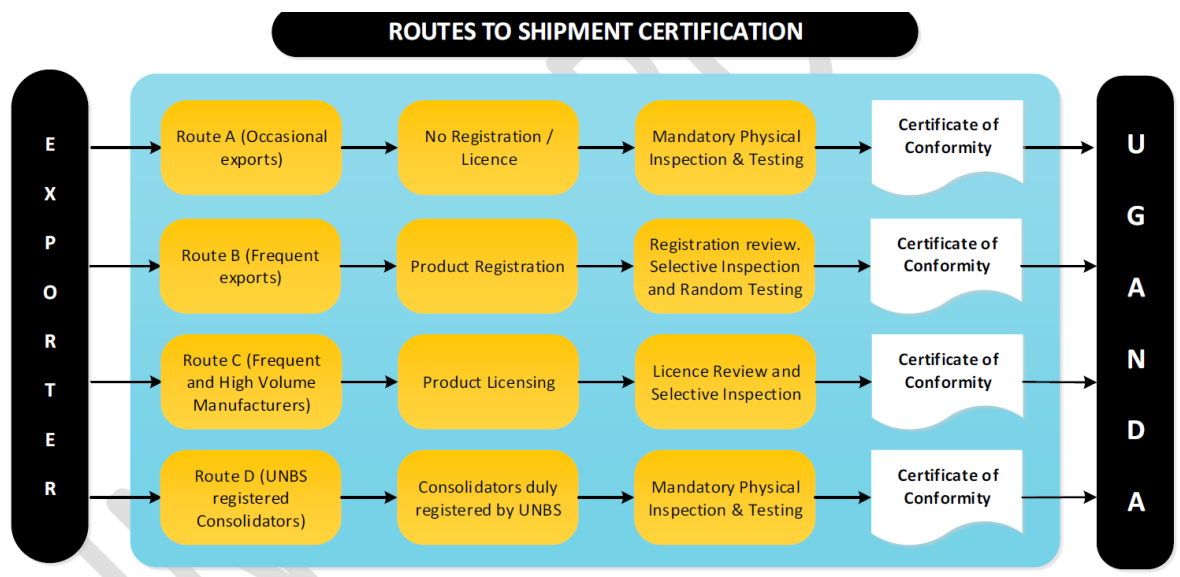 ROUTES TO SHIPMENT CERTIFICATION
EXPORTER
Route A (Occasional
exports)
No Registration /
Licence
Mandatory Physical
Inspection & Testing
Certificate of
Conformity
Route B (Frequent
exports)
Product Registration
Registration review.
Selective Inspection
and Random Testing
Certificate of
Conformity
Route C (Frequent
and High Volume
Manufacturers)
Product Licensing
Licence Review and
Selective Inspection
Certificate of
Conformity
Route D (UNBS
registered
Consolidators)
Consolidators duly
registered by UNBS
Mandatory Physical
Inspection & Testing
Certificate of
Conformity
UGANDA